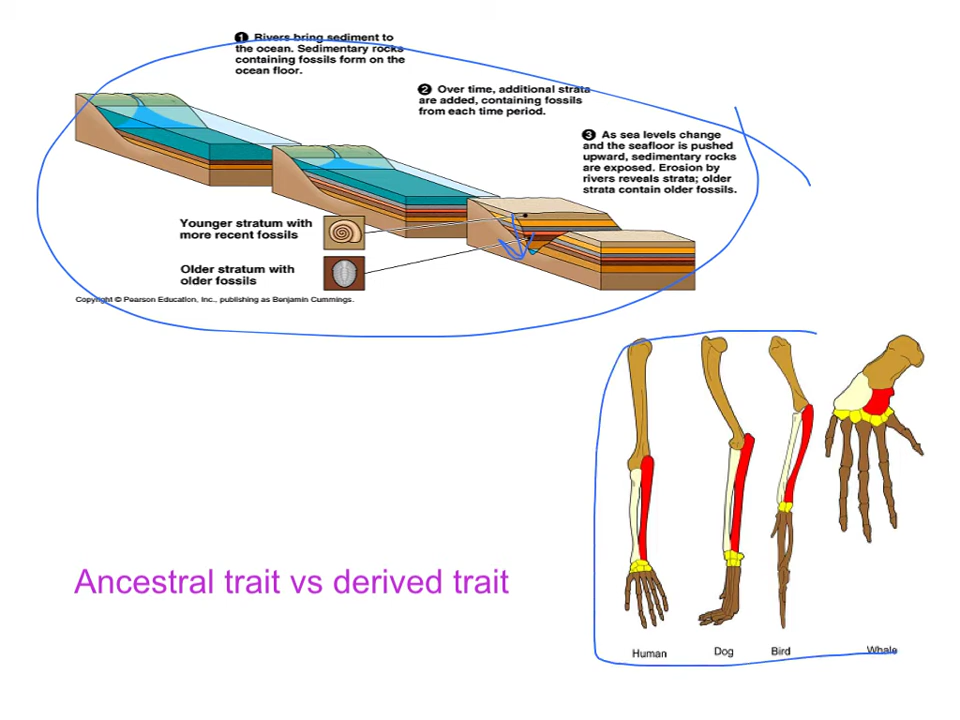 1 Rivers bring sediment to
the ocean. Sedimentary rocks
containing fossils form on the
ocean floor.
2 Over time, additional strata
are added, containing fossils
from each time period.
3 As sea levels change
and the seafloor is pushed
upward, sedimentary rocks
are exposed. Erosion by
rivers reveals strata; older
strata contain older fossils.
Younger stratum with
more recent fossils
Older stratum with
older fossils
Copyright © Pearson Education, Inc., publishing as Benjamin Cummings.
Ancestral trait vs derived trait
Human Dog Bird Whale